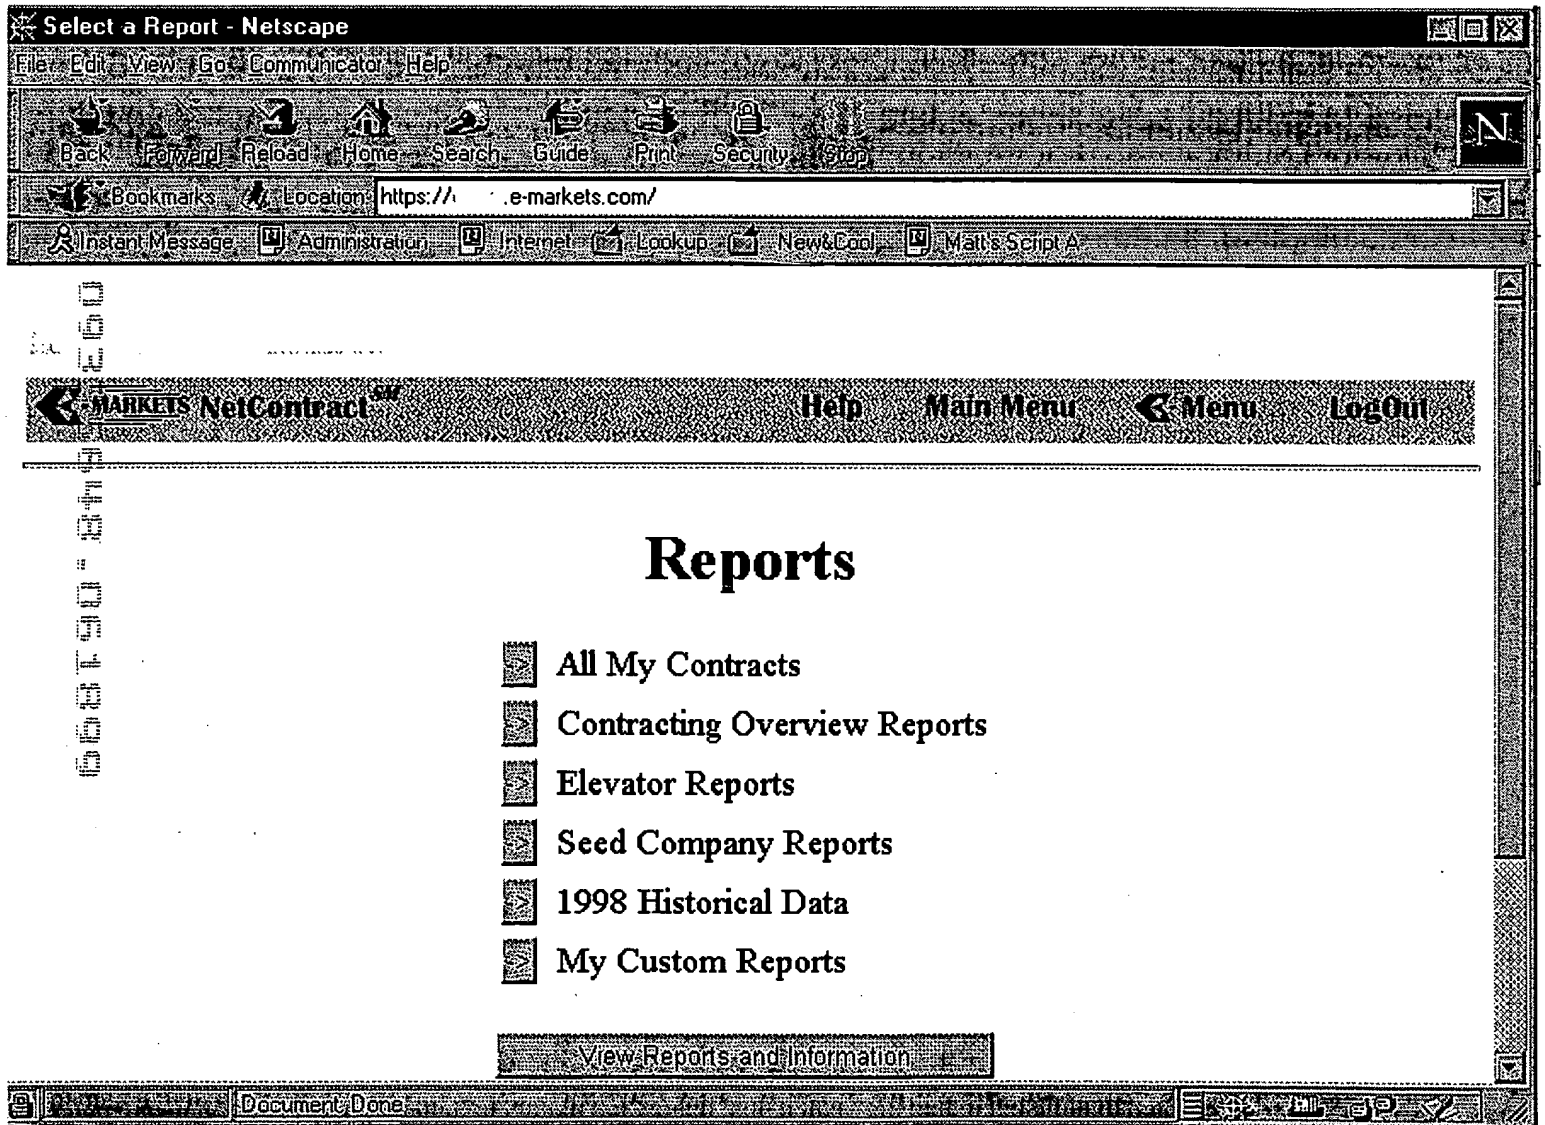 Select a Report - Netscape
File Edit View Go Communicator Help
Back Forward Reload Home Search Guide Print Security Stop
Bookmarks Location: https:// .e-markets.com/
Instant Message Administration Internet Lookup New&Cool Matt's Script A
MARKETS NetContract SM Help Main Menu Menu LogOut
Reports
> All My Contracts
> Contracting Overview Reports
> Elevator Reports
> Seed Company Reports
> 1998 Historical Data
> My Custom Reports
View Reports and Information
Document: Done